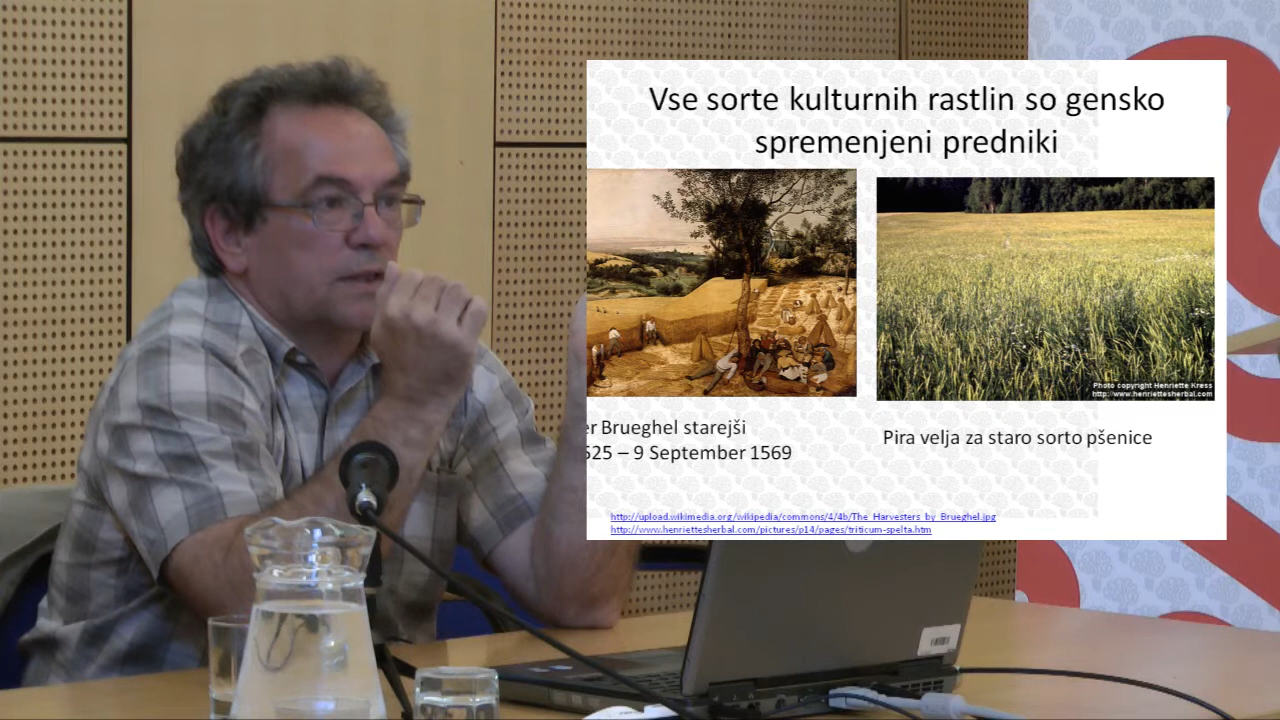 Vse sorte kulturnih rastlin so gensko
spremenjeni predniki
Photo copyright Henriette Kress
http://www.henriettesherbal.com
er Brueghel starejši
525 – 9 September 1569
Pira velja za staro sorto pšenice
http://upload.wikimedia.org/wikipedia/commons/4/4b/The_Harvesters_by_Brueghel.jpg
http://www.henriettesherbal.com/pictures/p14/pages/triticum-spelta.htm